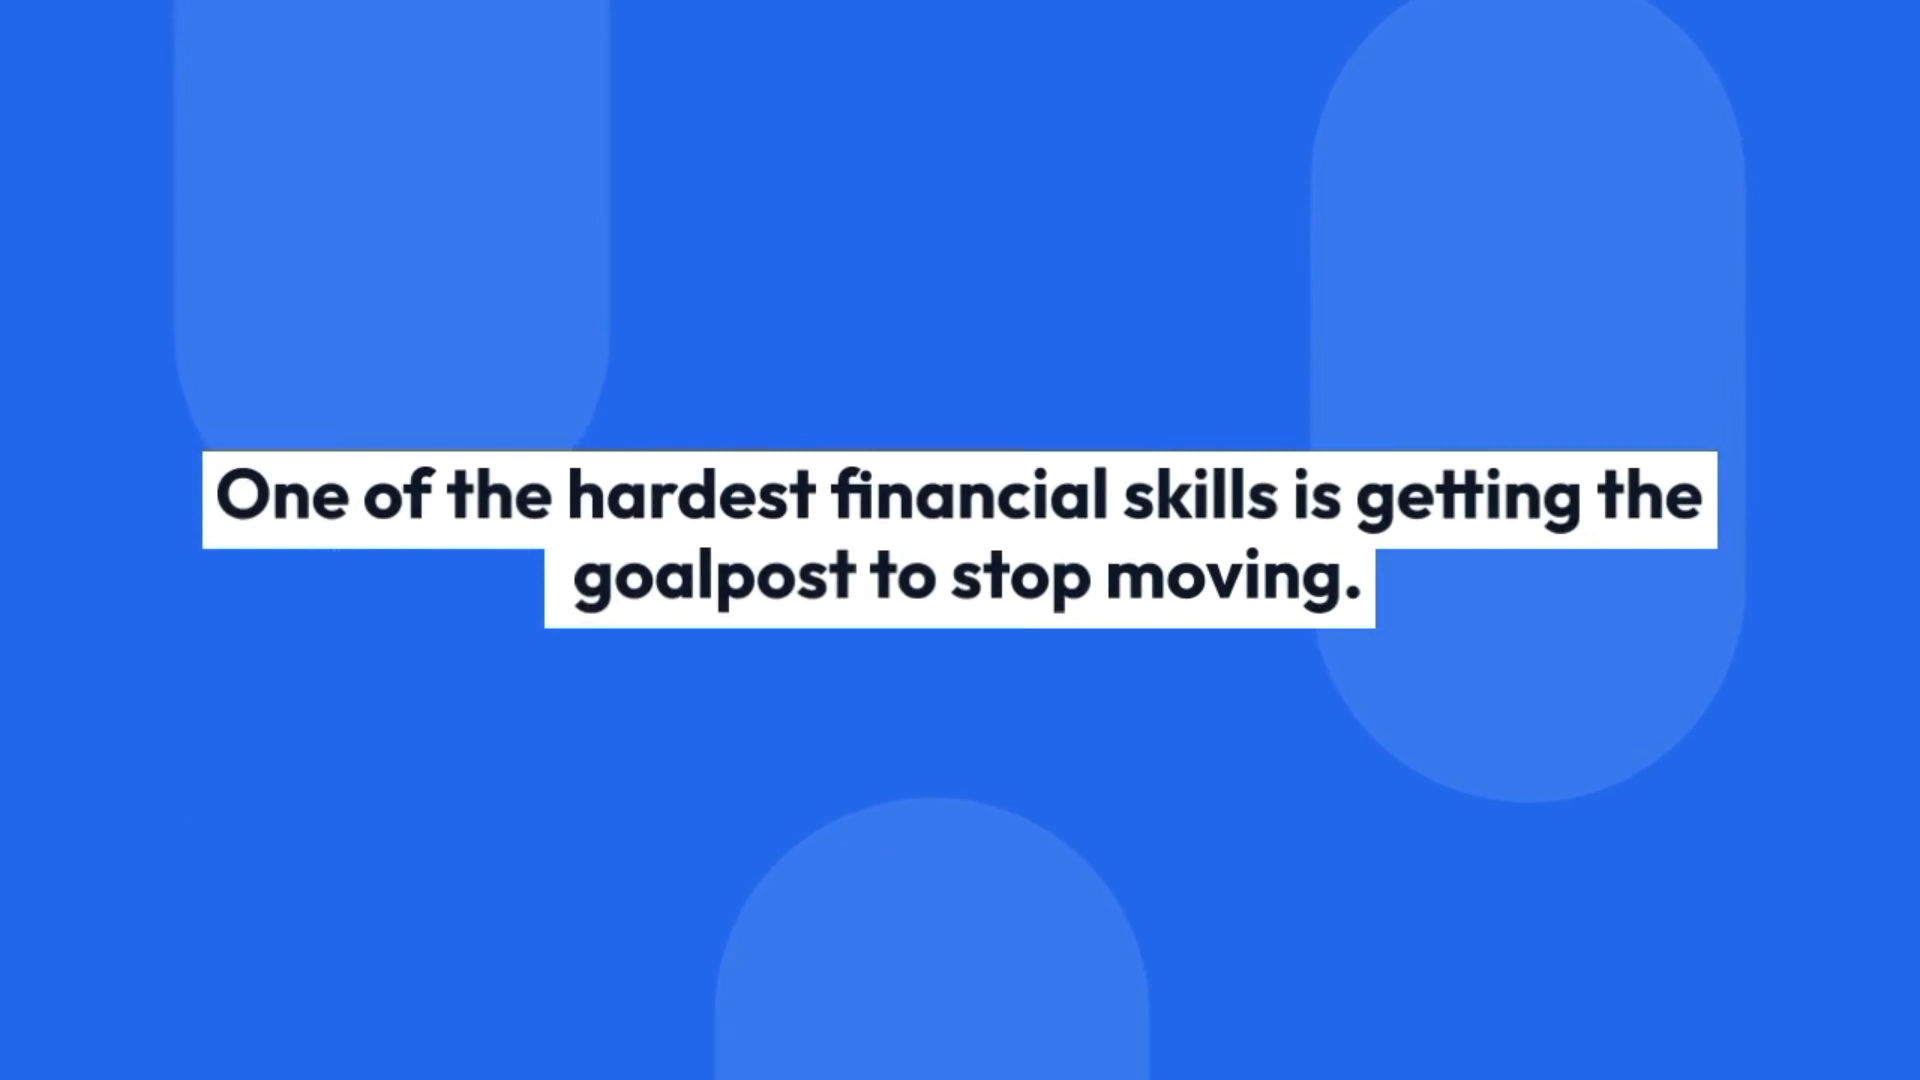 One of the hardest financial skills is getting the
goalpost to stop moving.